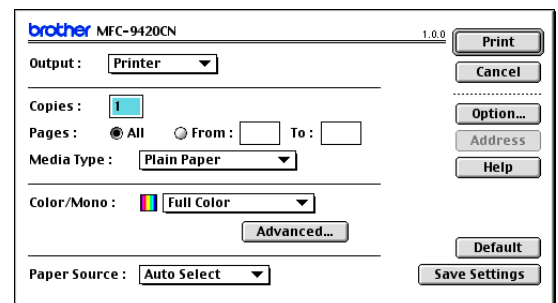 brother MFC-9420CN 1.0.0 Print
Output : Printer Cancel
Copies : 1 Option...
Pages : All From : To : Address
Media Type : Plain Paper Help
Color/Mono : Full Color
Advanced...
Default
Paper Source : Auto Select Save Settings